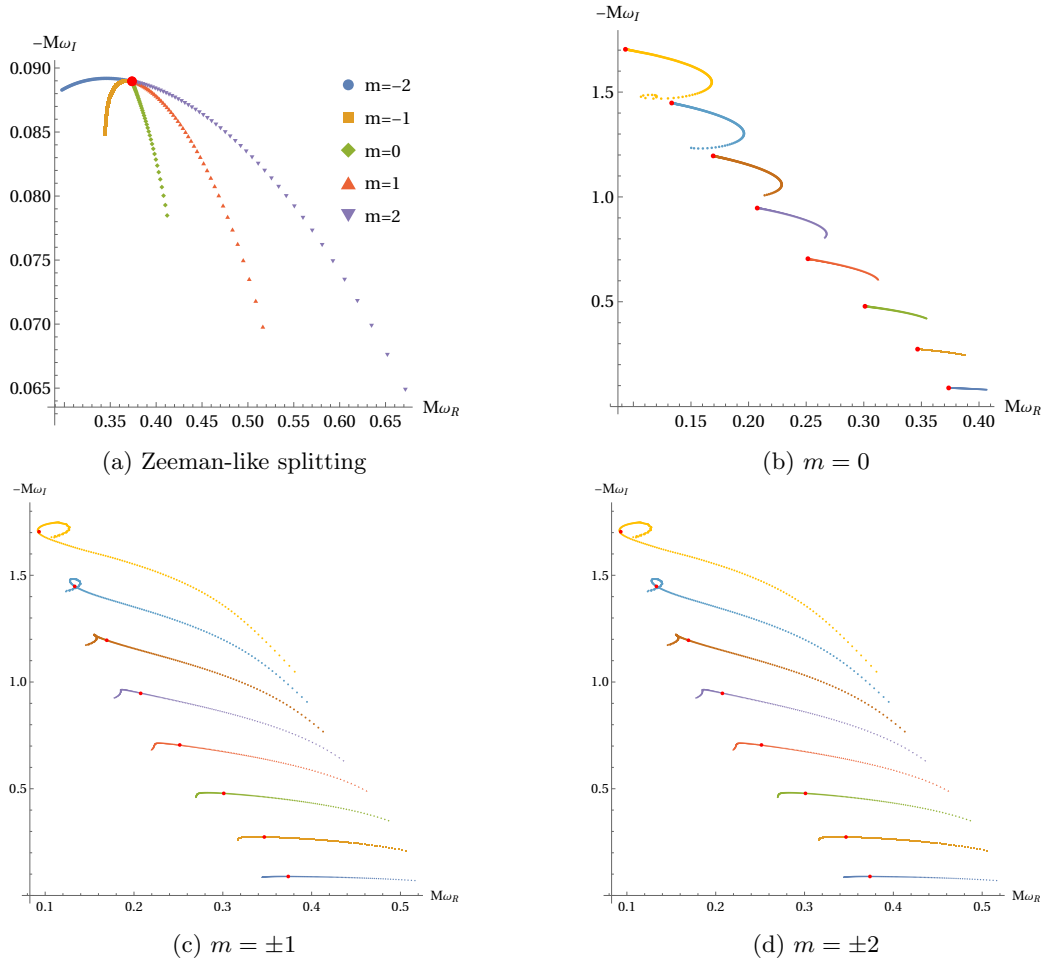 −Mω_I
0.090
0.085
0.080
0.075
0.070
0.065
0.35 0.40 0.45 0.50 0.55 0.60 0.65
Mω_R
m=-2
m=-1
m=0
m=1
m=2
(a) Zeeman-like splitting
−Mω_I
1.5
1.0
0.5
0.15 0.20 0.25 0.30 0.35 0.40
Mω_R
(b) m = 0
−Mω_I
1.5
1.0
0.5
0.1 0.2 0.3 0.4 0.5
Mω_R
(c) m = ±1
−Mω_I
1.5
1.0
0.5
0.1 0.2 0.3 0.4 0.5
Mω_R
(d) m = ±2